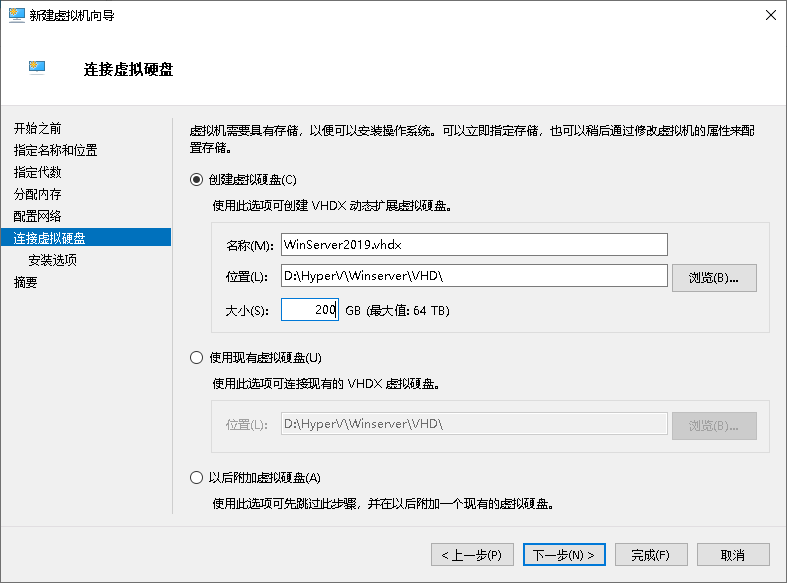 新建虚拟机向导
连接虚拟硬盘
开始之前
指定名称和位置
指定代数
分配内存
配置网络
连接虚拟硬盘
安装选项
摘要
虚拟机需要具有存储，以便可以安装操作系统。可以立即指定存储，也可以稍后通过修改虚拟机的属性来配
置存储。
创建虚拟硬盘(C)
使用此选项可创建 VHDX 动态扩展虚拟硬盘。
名称(M): WinServer2019.vhdx
位置(L): D:\HyperV\Winserver\VHD\ 浏览(B)...
大小(S): 200 GB (最大值: 64 TB)
使用现有虚拟硬盘(U)
使用此选项可连接现有的 VHDX 虚拟硬盘。
位置(L): D:\HyperV\Winserver\VHD\ 浏览(B)...
以后附加虚拟硬盘(A)
使用此选项可先跳过此步骤，并在以后附加一个现有的虚拟硬盘。
< 上一步(P) 下一步(N) > 完成(F) 取消